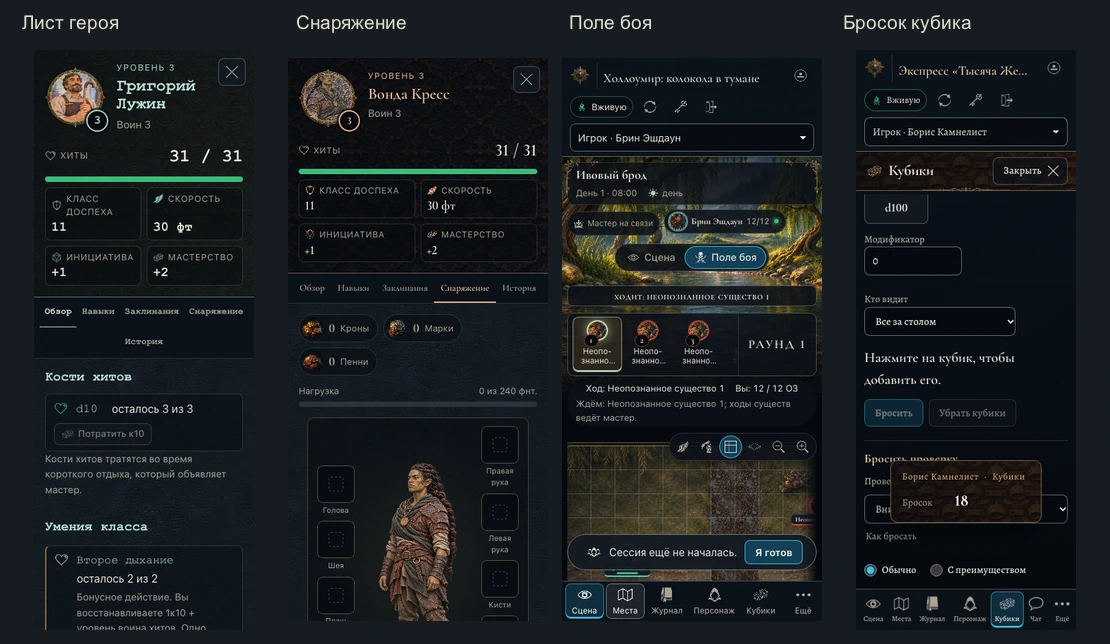 Лист героя
УРОВЕНЬ 3
Григорий
Лужин
3
Воин 3
ХИТЫ
31 / 31
КЛАСС
ДОСПЕХА
11
СКОРОСТЬ
30 фт
ИНИЦИАТИВА
+1
МАСТЕРСТВО
+2
Обзор
Навыки
Заклинания
Снаряжение
История
Кости хитов
d10 осталось 3 из 3
Потратить к10
Кости хитов тратятся во время
короткого отдыха, который объявляет
мастер.
Умения класса
Второе дыхание
осталось 2 из 2
Бонусное действие. Вы
восстанавливаете 1к10 +
уровень воина хитов. Одно
Снаряжение
УРОВЕНЬ 3
Вонда Кресс
3
Воин 3
ХИТЫ
31 / 31
КЛАСС ДОСПЕХА
11
СКОРОСТЬ
30 фт
ИНИЦИАТИВА
+1
МАСТЕРСТВО
+2
Обзор
Навыки
Заклинания
Снаряжение
История
0 Кроны
0 Марки
0 Пенни
Нагрузка
0 из 240 фнт.
Голова
Шея
Плащ
Правая
рука
Левая
рука
Кисти
Поле боя
Холлоумир: колокола в тумане
Вживую
Игрок · Брин Эшдаун
Ивовый брод
День 1 · 08:00
день
Мастер на связи
Брин Эшдаун 12/12
Сцена
Поле боя
ХОДИТ: НЕОПОЗНАННОЕ СУЩЕСТВО 1
1
Неопо-
знанно...
2
Неопо-
знанно...
3
Неопо-
знанно...
РАУНД 1
Ход: Неопознанное существо 1
Вы: 12 / 12 ОЗ
Ждём: Неопознанное существо 1; ходы существ
ведёт мастер.
Неопо
Сессия ещё не началась.
Я готов
Сцена
Места
Журнал
Персонаж
Кубики
Ещё
Бросок кубика
Экспресс «Тысяча Же...
Вживую
Игрок · Борис Камнелист
Кубики
Закрыть
d100
Модификатор
0
Кто видит
Все за столом
Нажмите на кубик, чтобы
добавить его.
Бросить
Убрать кубики
Бросить проверку
Прове
Борис Камнелист · Кубики
Бросок 18
Вни
Как бросать
Обычно
С преимуществом
Сцена
Места
Журнал
Персонаж
Кубики
Чат
Ещё